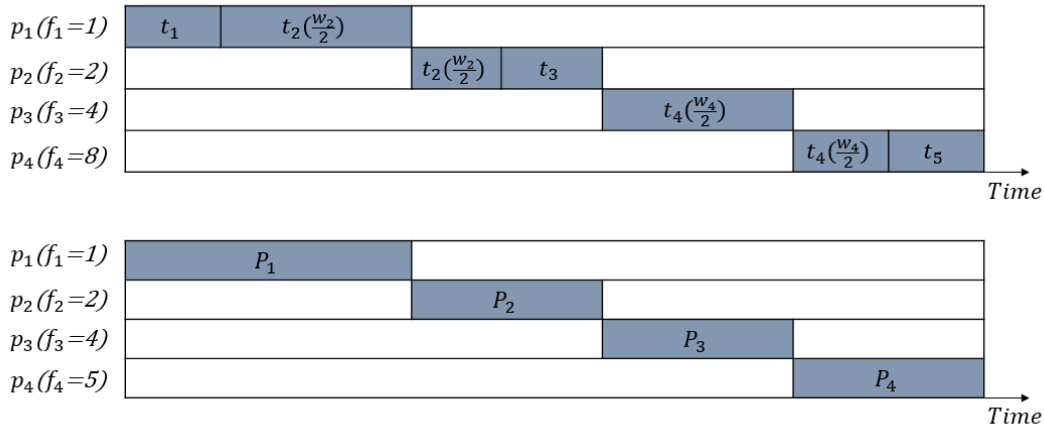 p₁(f₁=1) t₁ t₂(w₂/2)
p₂(f₂=2) t₂(w₂/2) t₃
p₃(f₃=4) t₄(w₄/2)
p₄(f₄=8) t₄(w₄/2) t₅
Time
p₁(f₁=1) P₁
p₂(f₂=2) P₂
p₃(f₃=4) P₃
p₄(f₄=5) P₄
Time